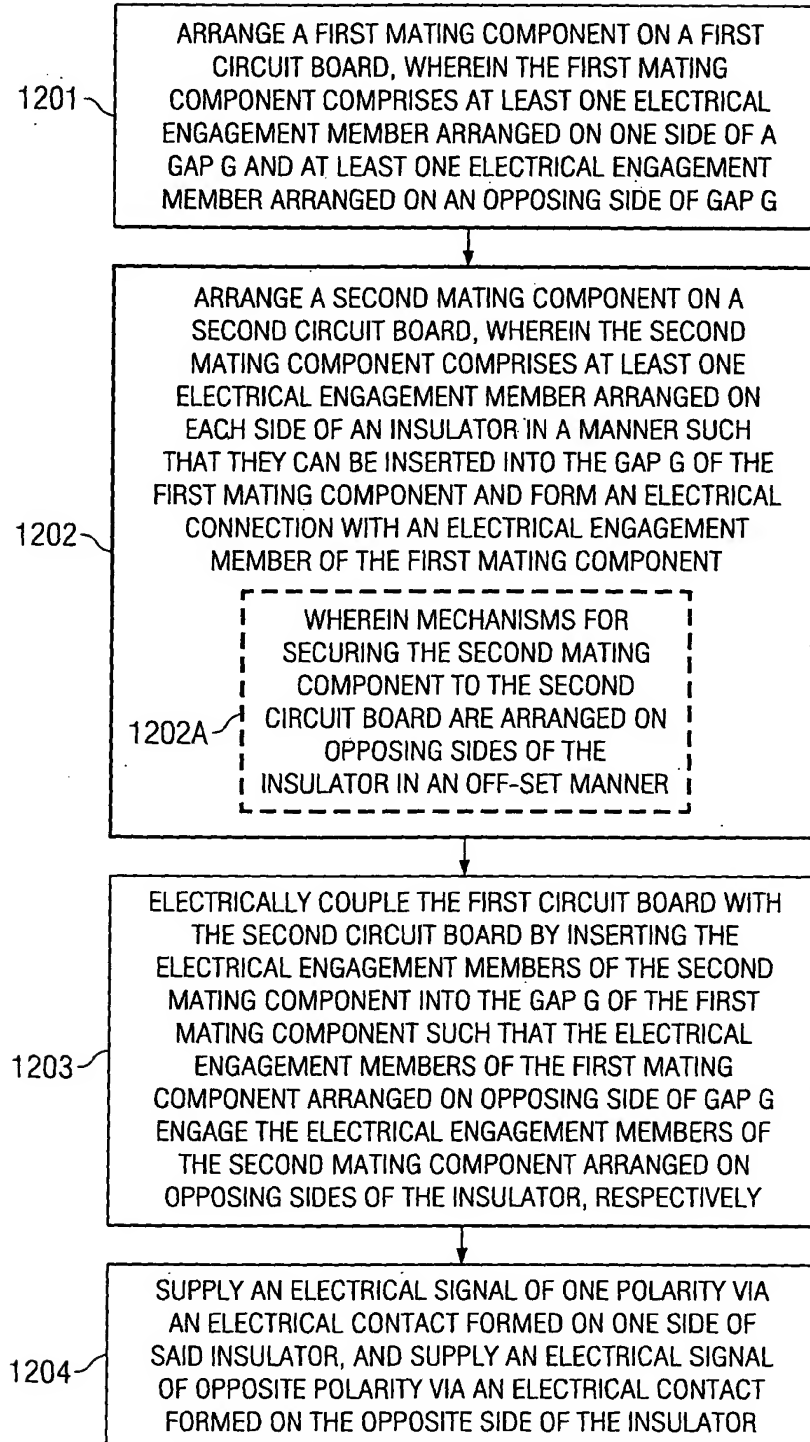 1201
ARRANGE A FIRST MATING COMPONENT ON A FIRST
CIRCUIT BOARD, WHEREIN THE FIRST MATING
COMPONENT COMPRISES AT LEAST ONE ELECTRICAL
ENGAGEMENT MEMBER ARRANGED ON ONE SIDE OF A
GAP G AND AT LEAST ONE ELECTRICAL ENGAGEMENT
MEMBER ARRANGED ON AN OPPOSING SIDE OF GAP G
1202
ARRANGE A SECOND MATING COMPONENT ON A
SECOND CIRCUIT BOARD, WHEREIN THE SECOND
MATING COMPONENT COMPRISES AT LEAST ONE
ELECTRICAL ENGAGEMENT MEMBER ARRANGED ON
EACH SIDE OF AN INSULATOR IN A MANNER SUCH
THAT THEY CAN BE INSERTED INTO THE GAP G OF THE
FIRST MATING COMPONENT AND FORM AN ELECTRICAL
CONNECTION WITH AN ELECTRICAL ENGAGEMENT
MEMBER OF THE FIRST MATING COMPONENT
1202A
WHEREIN MECHANISMS FOR
SECURING THE SECOND MATING
COMPONENT TO THE SECOND
CIRCUIT BOARD ARE ARRANGED ON
OPPOSING SIDES OF THE
INSULATOR IN AN OFF-SET MANNER
1203
ELECTRICALLY COUPLE THE FIRST CIRCUIT BOARD WITH
THE SECOND CIRCUIT BOARD BY INSERTING THE
ELECTRICAL ENGAGEMENT MEMBERS OF THE SECOND
MATING COMPONENT INTO THE GAP G OF THE FIRST
MATING COMPONENT SUCH THAT THE ELECTRICAL
ENGAGEMENT MEMBERS OF THE FIRST MATING
COMPONENT ARRANGED ON OPPOSING SIDE OF GAP G
ENGAGE THE ELECTRICAL ENGAGEMENT MEMBERS OF
THE SECOND MATING COMPONENT ARRANGED ON
OPPOSING SIDES OF THE INSULATOR, RESPECTIVELY
1204
SUPPLY AN ELECTRICAL SIGNAL OF ONE POLARITY VIA
AN ELECTRICAL CONTACT FORMED ON ONE SIDE OF
SAID INSULATOR, AND SUPPLY AN ELECTRICAL SIGNAL
OF OPPOSITE POLARITY VIA AN ELECTRICAL CONTACT
FORMED ON THE OPPOSITE SIDE OF THE INSULATOR